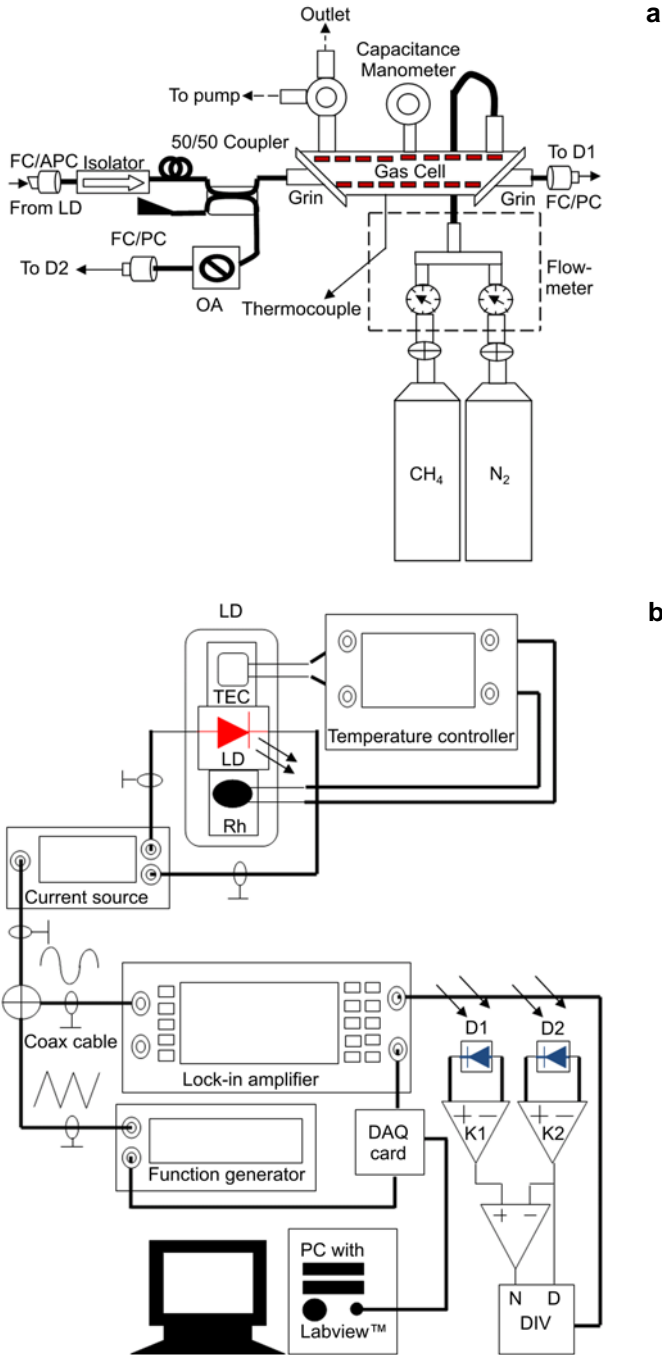 a
Outlet
Capacitance
Manometer
To pump
50/50 Coupler
FC/APC
Isolator
Gas Cell
To D1
From LD
Grin
Grin
FC/PC
FC/PC
To D2
OA
Thermocouple
Flow-
meter
CH₄
N₂
b
LD
TEC
LD
Rh
Temperature controller
Current source
Coax cable
Lock-in amplifier
D1
D2
+ −
K1
+ −
K2
Function generator
DAQ
card
+ −
PC with
Labview™
N D
DIV